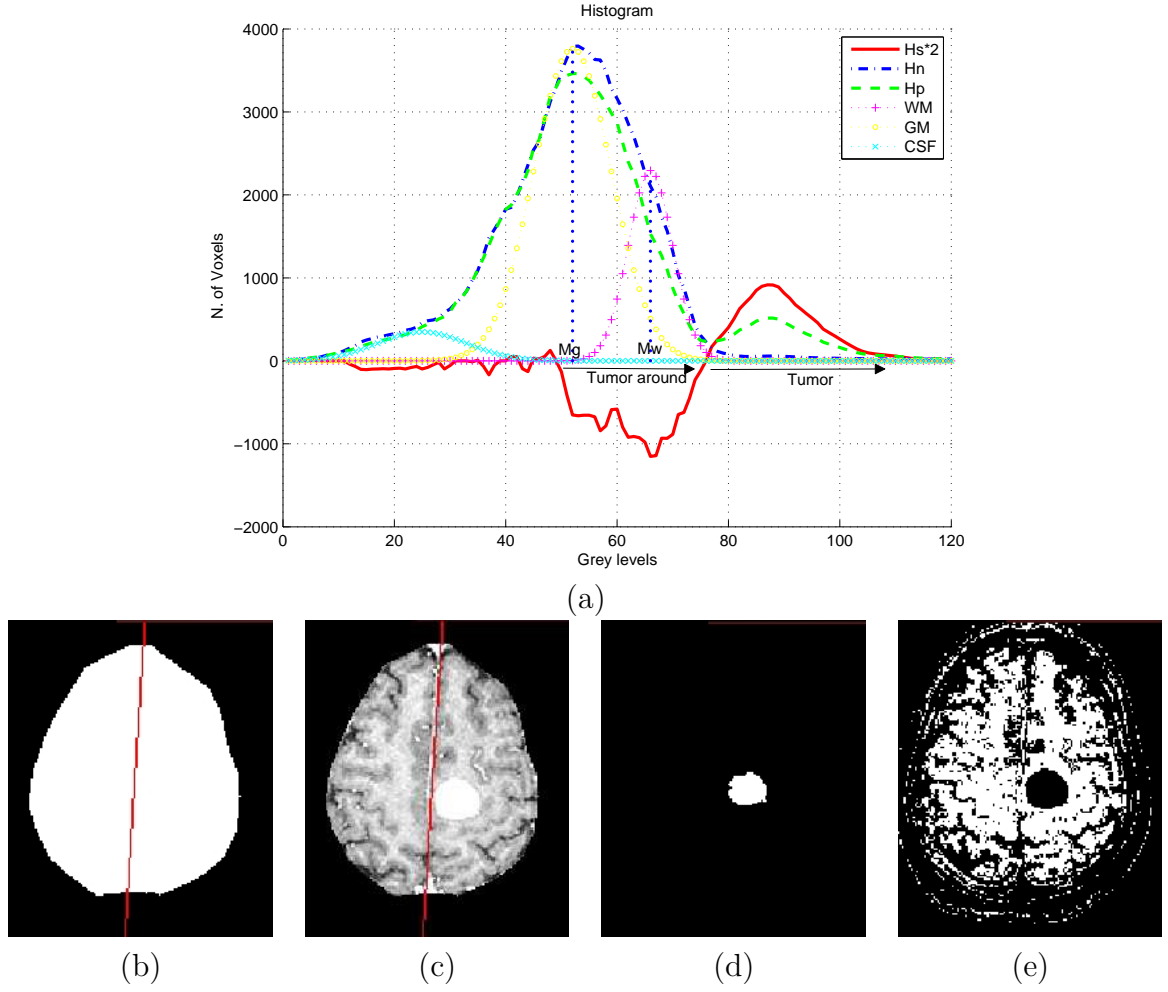 Histogram
4000
3000
2000
1000
0
−1000
−2000
N. of Voxels
Hs*2
Hn
Hp
WM
GM
CSF
Mg
Mw
Tumor around
Tumor
0 20 40 60 80 100 120
Grey levels
(a)
(b) (c) (d) (e)